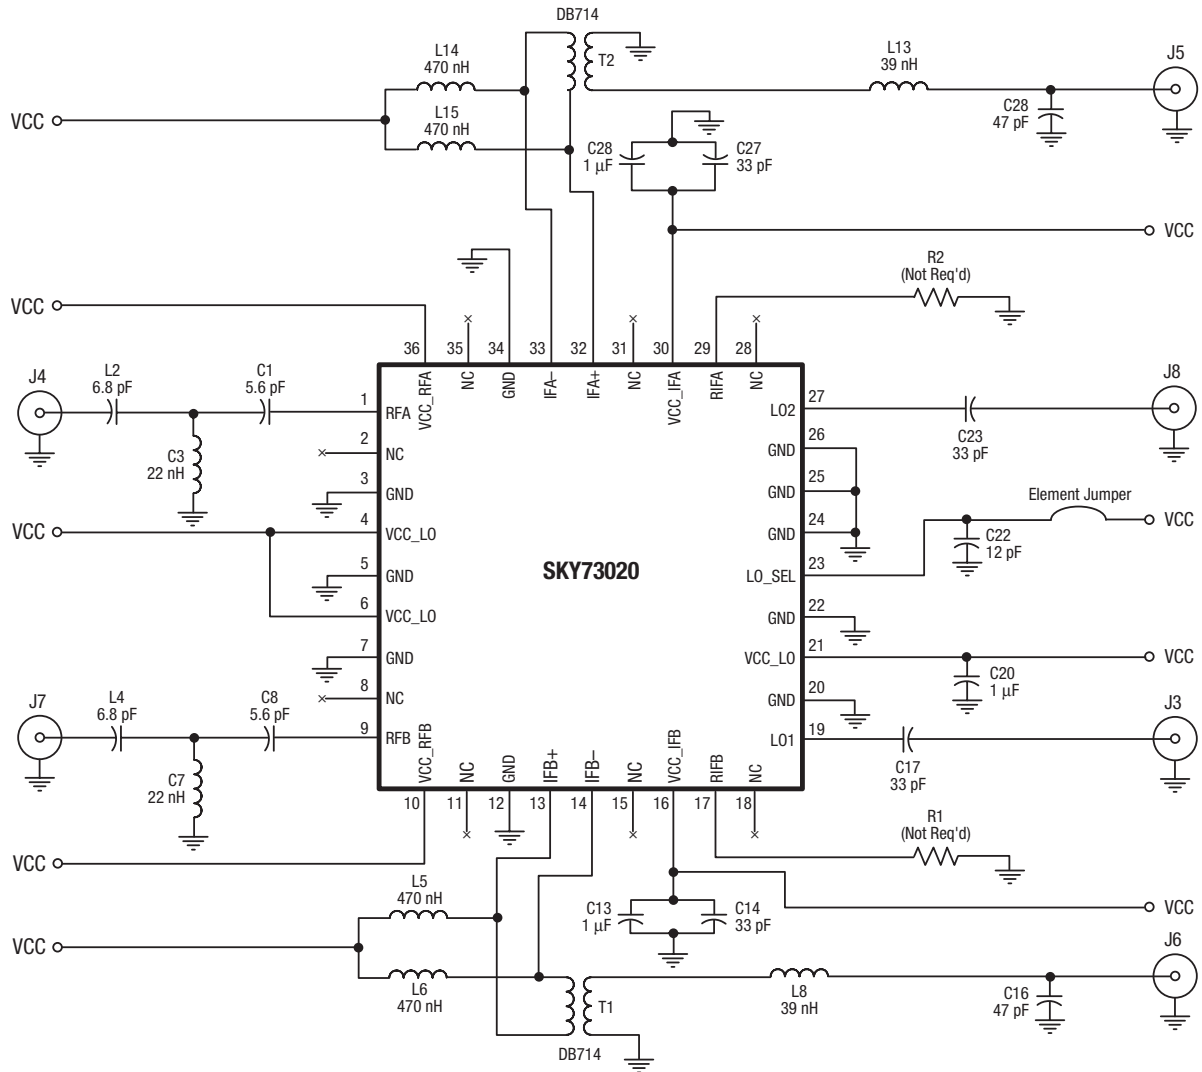 DB714
L14
470 nH
T2
L13
39 nH
J5
VCC
L15
470 nH
C28
47 pF
C28
1 μF
C27
33 pF
VCC
R2
(Not Req'd)
VCC
36
35
34
33
32
31
30
29
28
VCC_RFA
NC
GND
IFA–
IFA+
NC
VCC_IFA
RIFA
NC
J4
L2
6.8 pF
C1
5.6 pF
1
RFA
C3
22 nH
2
NC
3
GND
VCC
4
VCC_LO
5
GND
6
VCC_LO
7
GND
8
NC
J7
L4
6.8 pF
C8
5.6 pF
9
RFB
C7
22 nH
SKY73020
LO2
27
J8
C23
33 pF
GND
26
GND
25
GND
24
Element Jumper
VCC
C22
12 pF
LO_SEL
23
GND
22
VCC_LO
21
VCC
C20
1 μF
GND
20
LO1
19
J3
C17
33 pF
VCC_RFB
NC
GND
IFB+
IFB–
NC
VCC_IFB
RIFB
NC
10
11
12
13
14
15
16
17
18
R1
(Not Req'd)
VCC
L5
470 nH
C13
1 μF
C14
33 pF
VCC
VCC
L6
470 nH
T1
DB714
L8
39 nH
C16
47 pF
J6